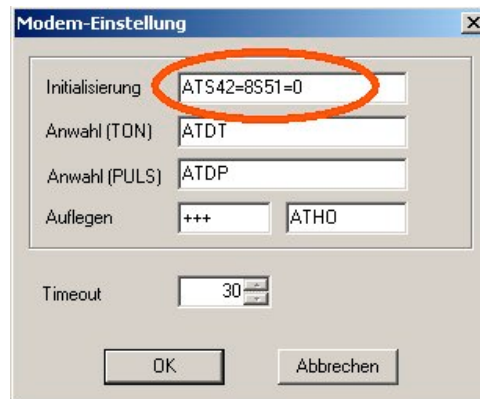 Modem-Einstellung
Initialisierung ATS42=8S51=0
Anwahl (TON) ATDT
Anwahl (PULS) ATDP
Auflegen +++ ATH0
Timeout 30
OK Abbrechen